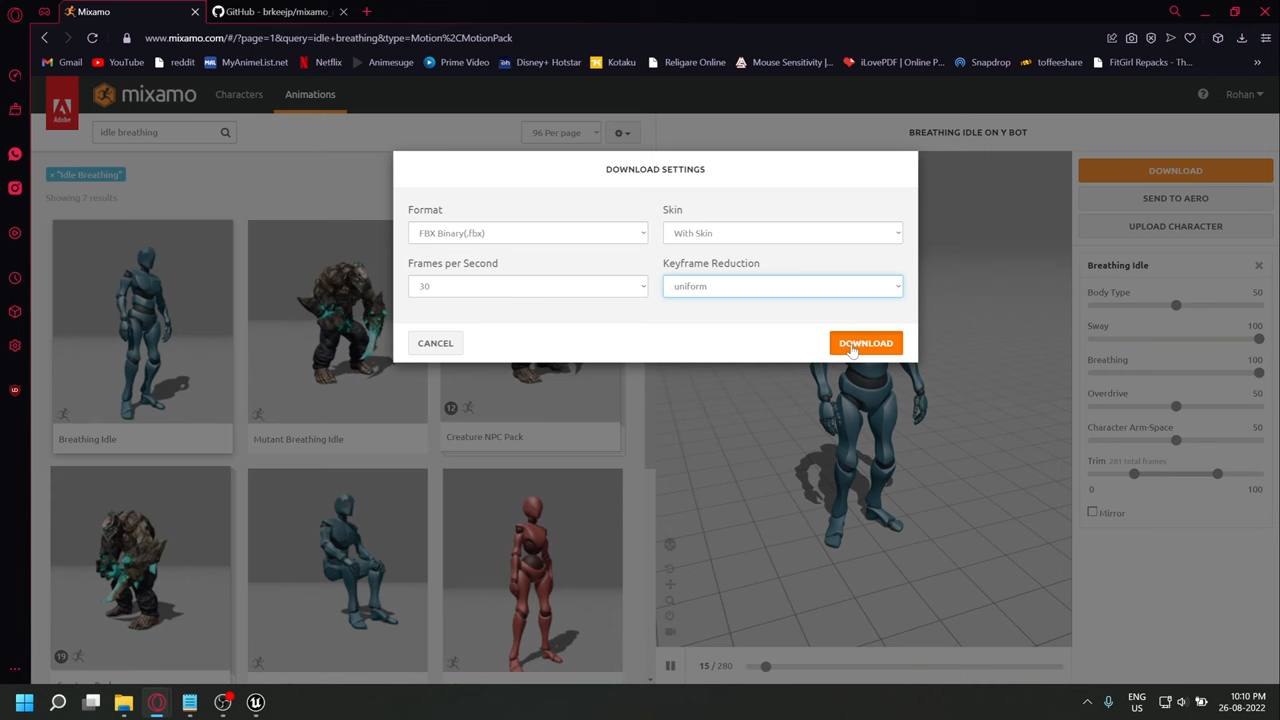 Mixamo
GitHub - brkeejp/mixamo_c
www.mixamo.com/#/?page=1&query=idle+breathing&type=Motion%2CMotionPack
Gmail
YouTube
reddit
MyAnimeList.net
Netflix
Animesuge
Prime Video
Disney+ Hotstar
Kotaku
Religare Online
Mouse Sensitivity |...
iLovePDF | Online P...
Snapdrop
toffeeshare
FitGirl Repacks - Th...
Adobe
mixamo
Characters
Animations
Rohan
idle breathing
96 Per page
BREATHING IDLE ON Y BOT
× "Idle Breathing"
Showing 7 results
DOWNLOAD SETTINGS
Format
Skin
FBX Binary(.fbx)
With Skin
Frames per Second
Keyframe Reduction
30
uniform
CANCEL
DOWNLOAD
DOWNLOAD
SEND TO AERO
UPLOAD CHARACTER
Breathing Idle
Body Type 50
Sway 100
Breathing 100
Overdrive 50
Character Arm-Space 50
Trim 281 total frames
0 100
Mirror
Breathing Idle
Mutant Breathing Idle
12
Creature NPC Pack
19
15 / 280
ENG
US
10:10 PM
26-08-2022